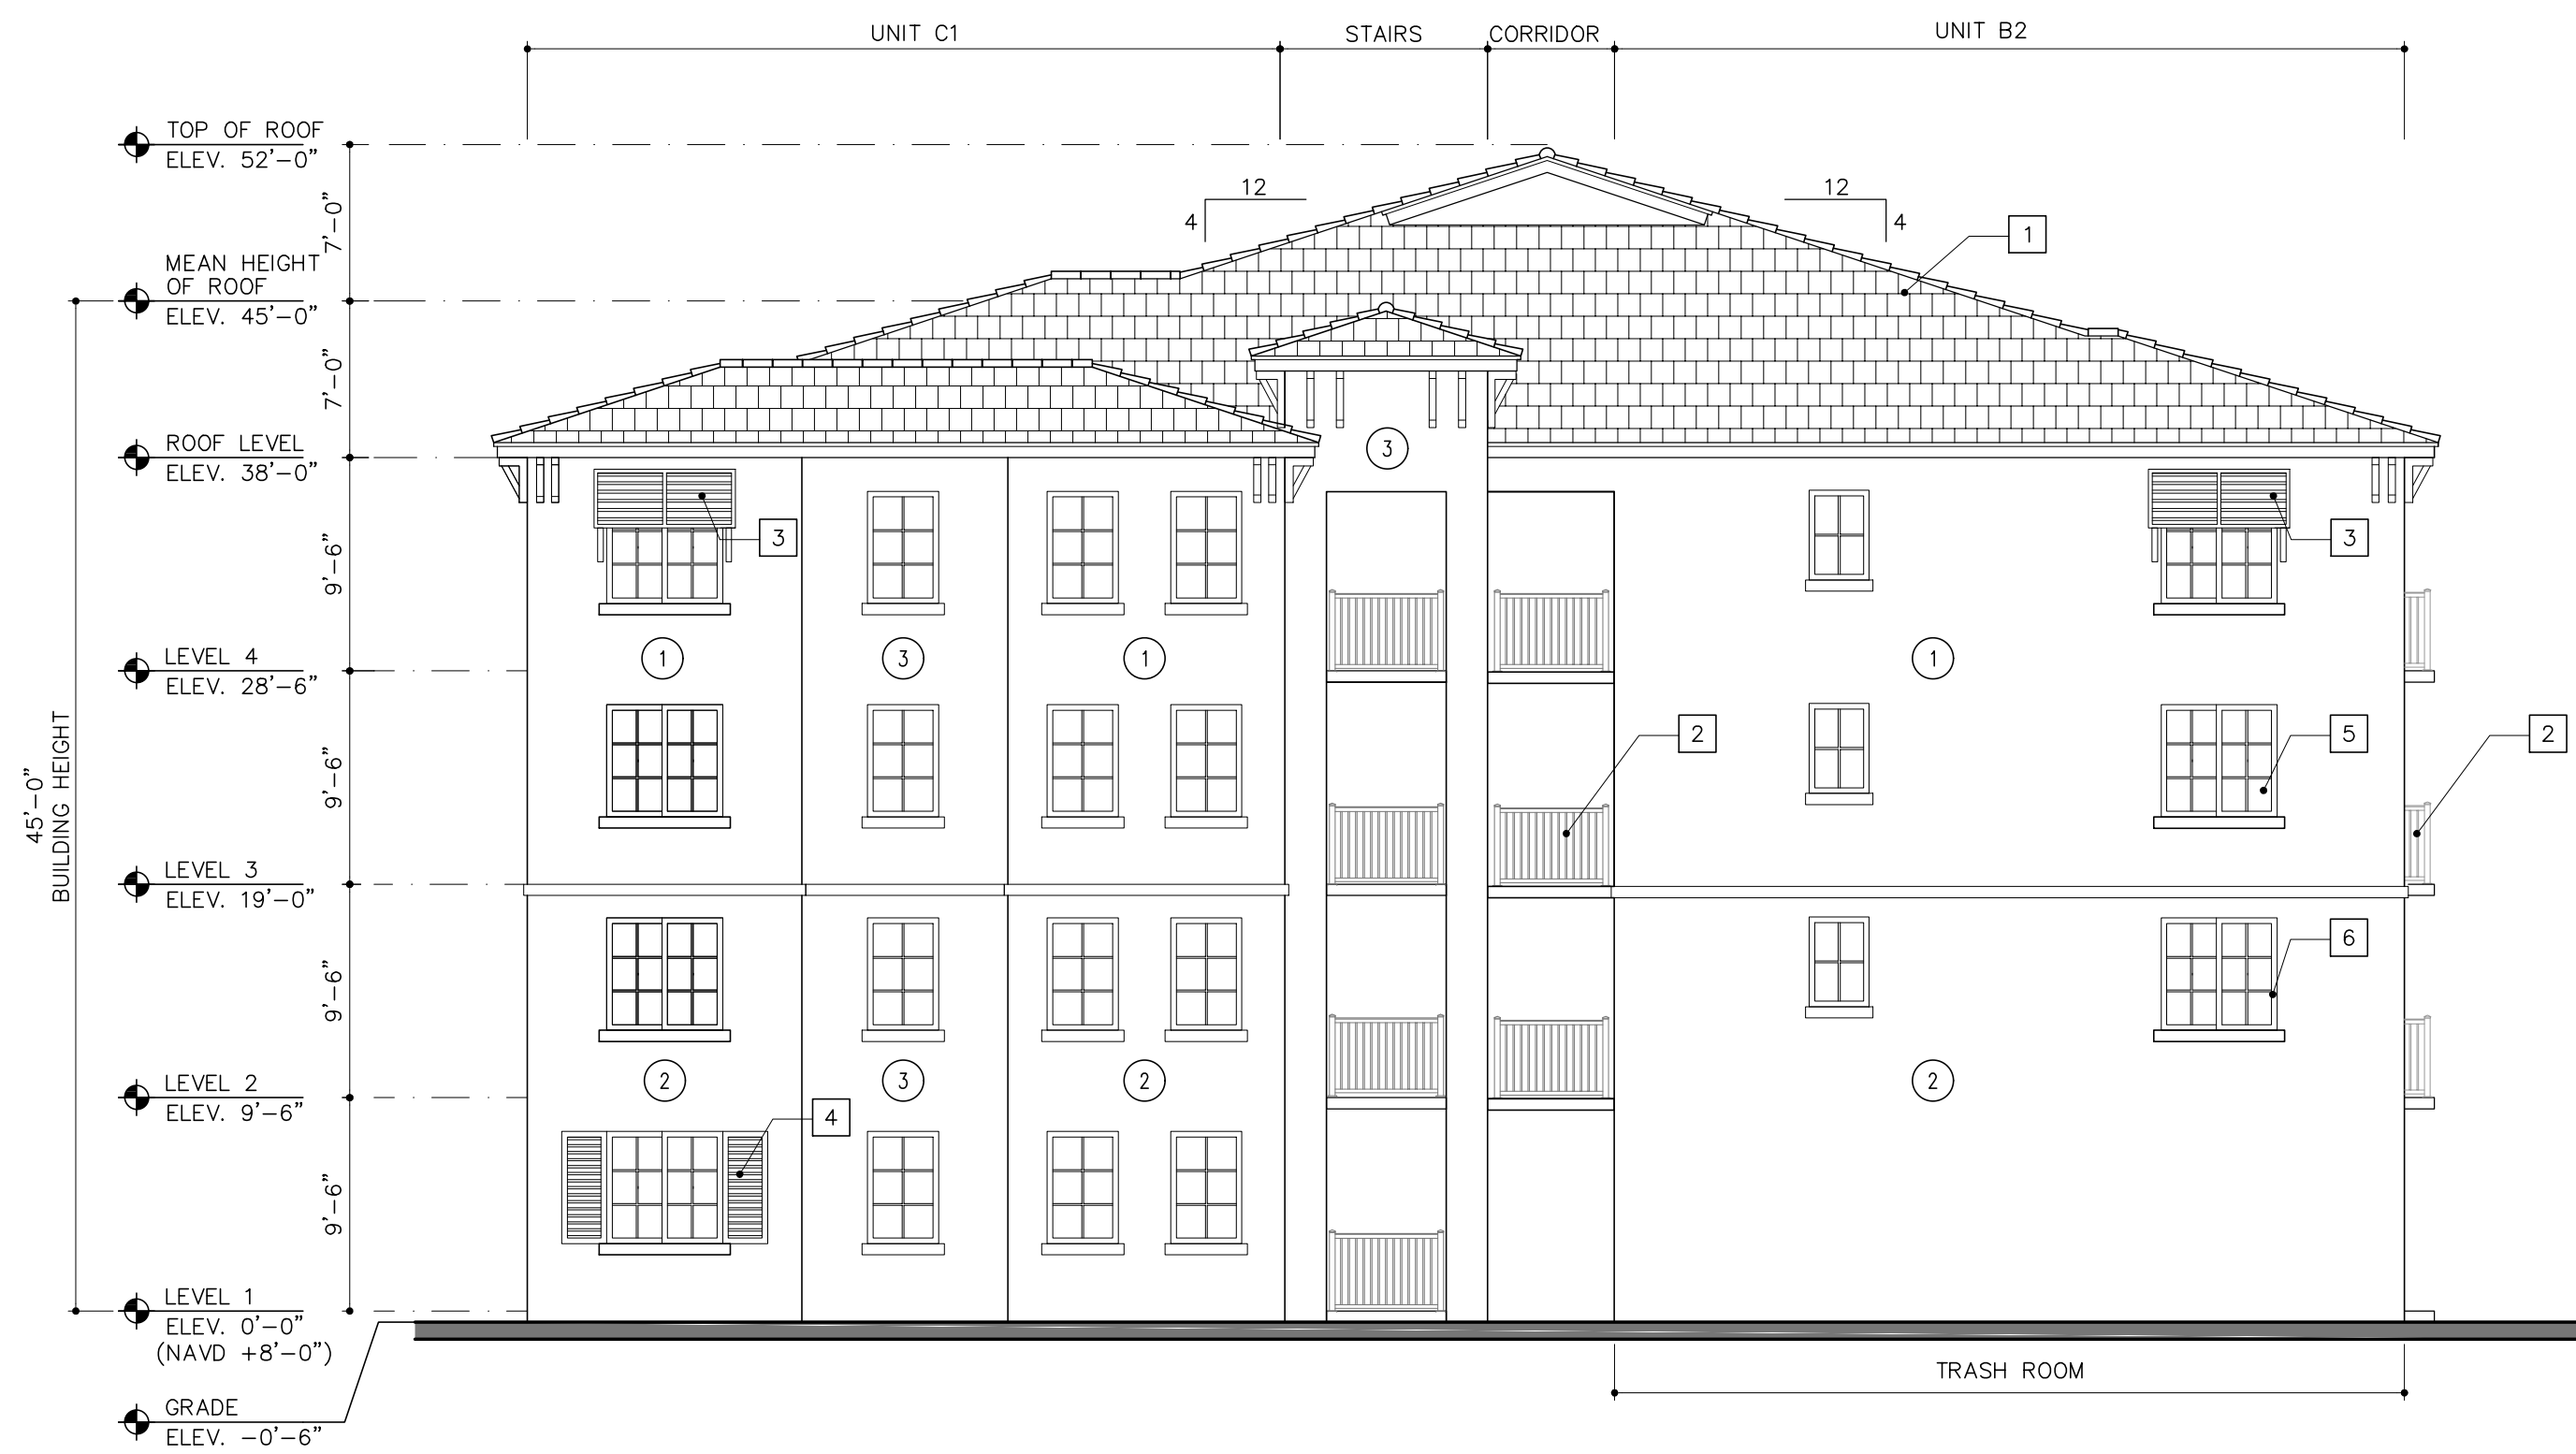 UNIT C1
STAIRS
CORRIDOR
UNIT B2
TOP OF ROOF
ELEV. 52'-0"
7'-0"
12
4
12
4
1
MEAN HEIGHT
OF ROOF
ELEV. 45'-0"
7'-0"
ROOF LEVEL
ELEV. 38'-0"
3
3
3
9'-6"
LEVEL 4
ELEV. 28'-6"
1
3
1
1
45'-0"
BUILDING HEIGHT
9'-6"
2
5
2
LEVEL 3
ELEV. 19'-0"
9'-6"
6
LEVEL 2
ELEV. 9'-6"
2
3
2
2
4
9'-6"
LEVEL 1
ELEV. 0'-0"
(NAVD +8'-0")
TRASH ROOM
GRADE
ELEV. -0'-6"